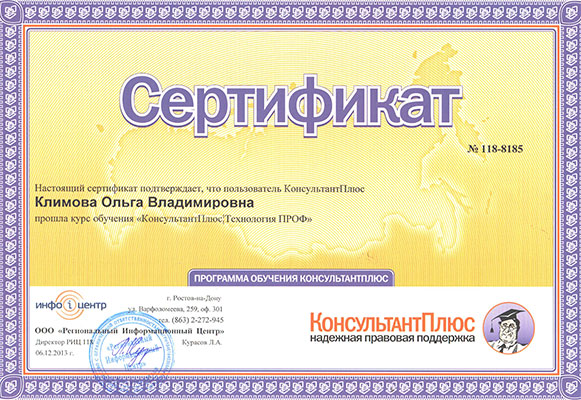 Сертификат
№ 118-8185
Настоящий сертификат подтверждает, что пользователь КонсультантПлюс
Климова Ольга Владимировна
прошла курс обучения «КонсультантПлюс,Технология ПРОФ»
ПРОГРАММА ОБУЧЕНИЯ КОНСУЛЬТАНТПЛЮС
инфо i центр
г. Ростов-на-Дону
ул. Варфоломеева, 259, оф. 301
тел. (863) 2-272-945
ООО «Региональный Информационный Центр»
Директор РИЦ 118 Курасов Л.А.
06.12.2013 г.
КонсультантПлюс
надежная правовая поддержка